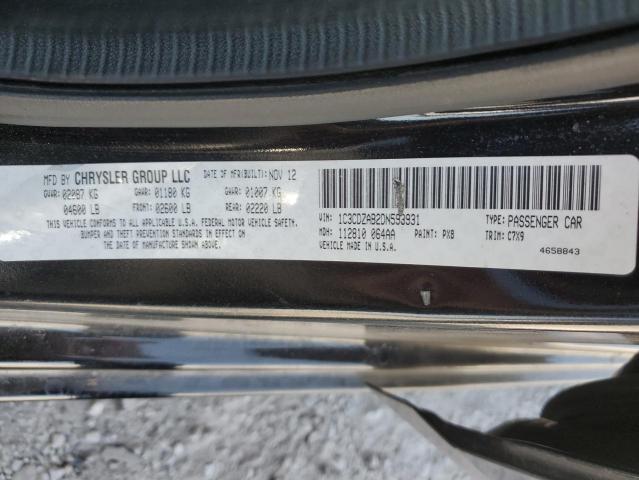 MFD BY CHRYSLER GROUP LLC DATE OF MFR(BUILT): NOV 12
GVWR: 02087 KG GAWR: 01180 KG GAWR: 01007 KG
04600 LB FRONT: 02600 LB REAR: 02220 LB
THIS VEHICLE CONFORMS TO ALL APPLICABLE U.S.A. FEDERAL MOTOR VEHICLE SAFETY,
BUMPER AND THEFT PREVENTION STANDARDS IN EFFECT ON
THE DATE OF MANUFACTURE SHOWN ABOVE.
VIN: 1C3CDZAB2DN593931 TYPE: PASSENGER CAR
MDH: 112810 064AA PAINT: PX8 TRIM: C7X9
VEHICLE MADE IN U.S.A.
4658843